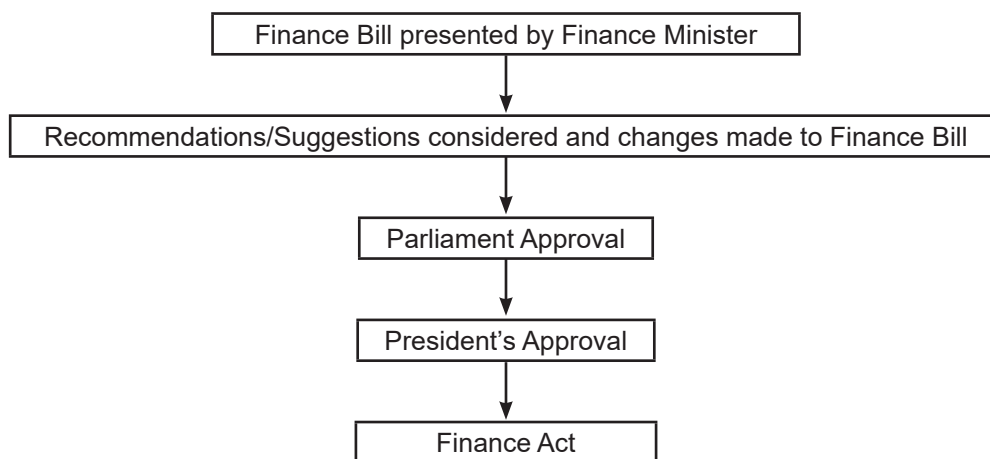 Finance Bill presented by Finance Minister
Recommendations/Suggestions considered and changes made to Finance Bill
Parliament Approval
President’s Approval
Finance Act